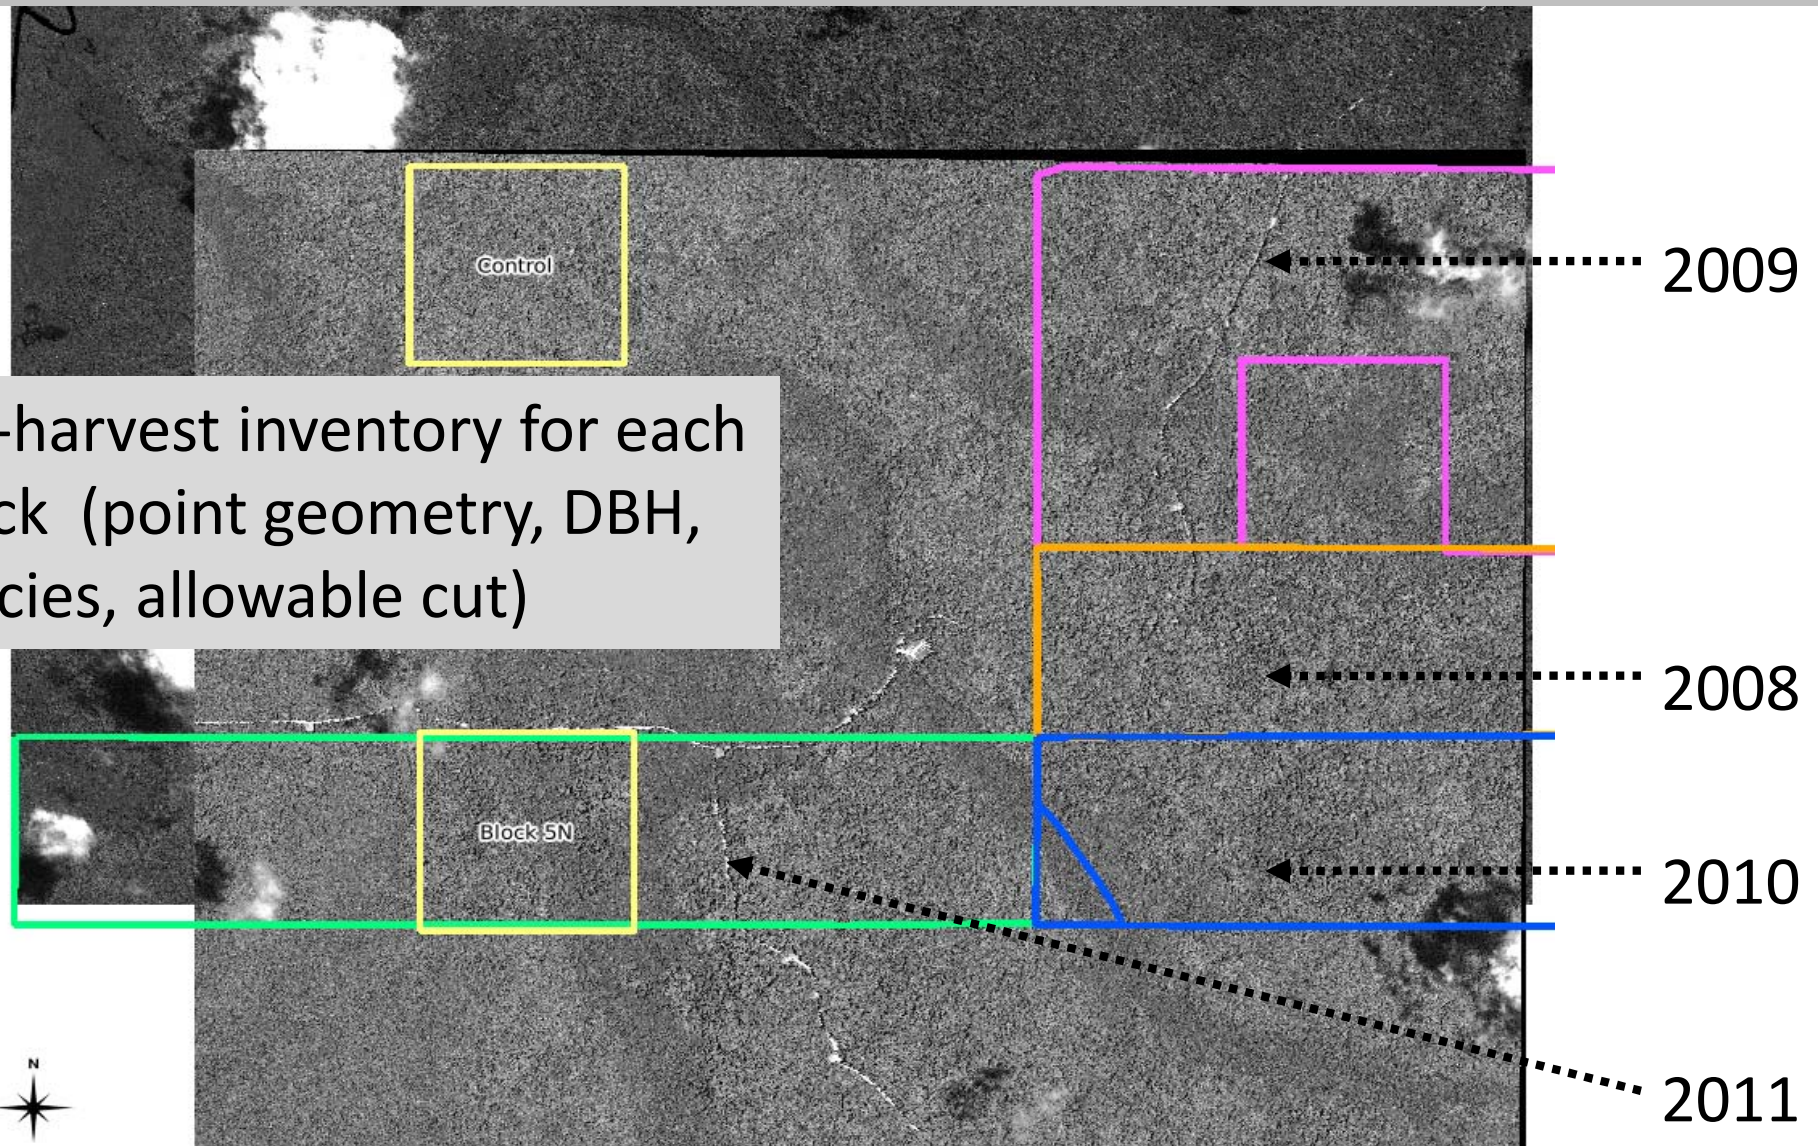 Control
2009
-harvest inventory for each
ck (point geometry, DBH,
cies, allowable cut)
2008
Block 5N
2010
N
2011